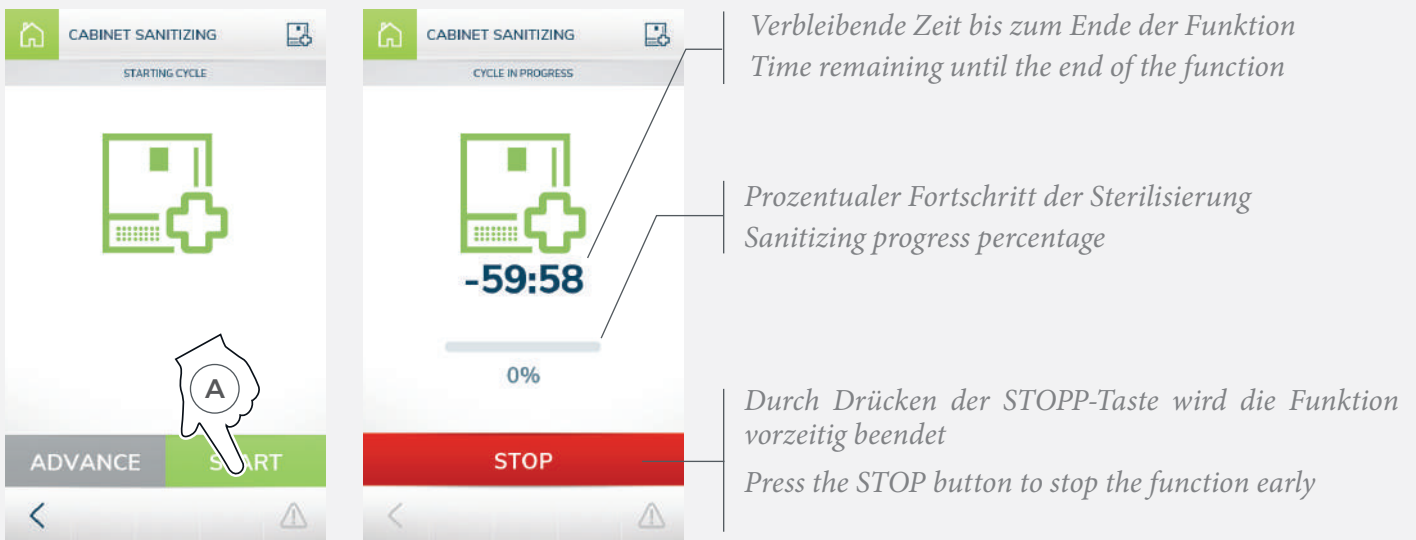 CABINET SANITIZING
STARTING CYCLE
A
ADVANCE
START
CABINET SANITIZING
CYCLE IN PROGRESS
-59:58
0%
STOP
Verbleibende Zeit bis zum Ende der Funktion
Time remaining until the end of the function
Prozentualer Fortschritt der Sterilisierung
Sanitizing progress percentage
Durch Drücken der STOPP-Taste wird die Funktion
vorzeitig beendet
Press the STOP button to stop the function early